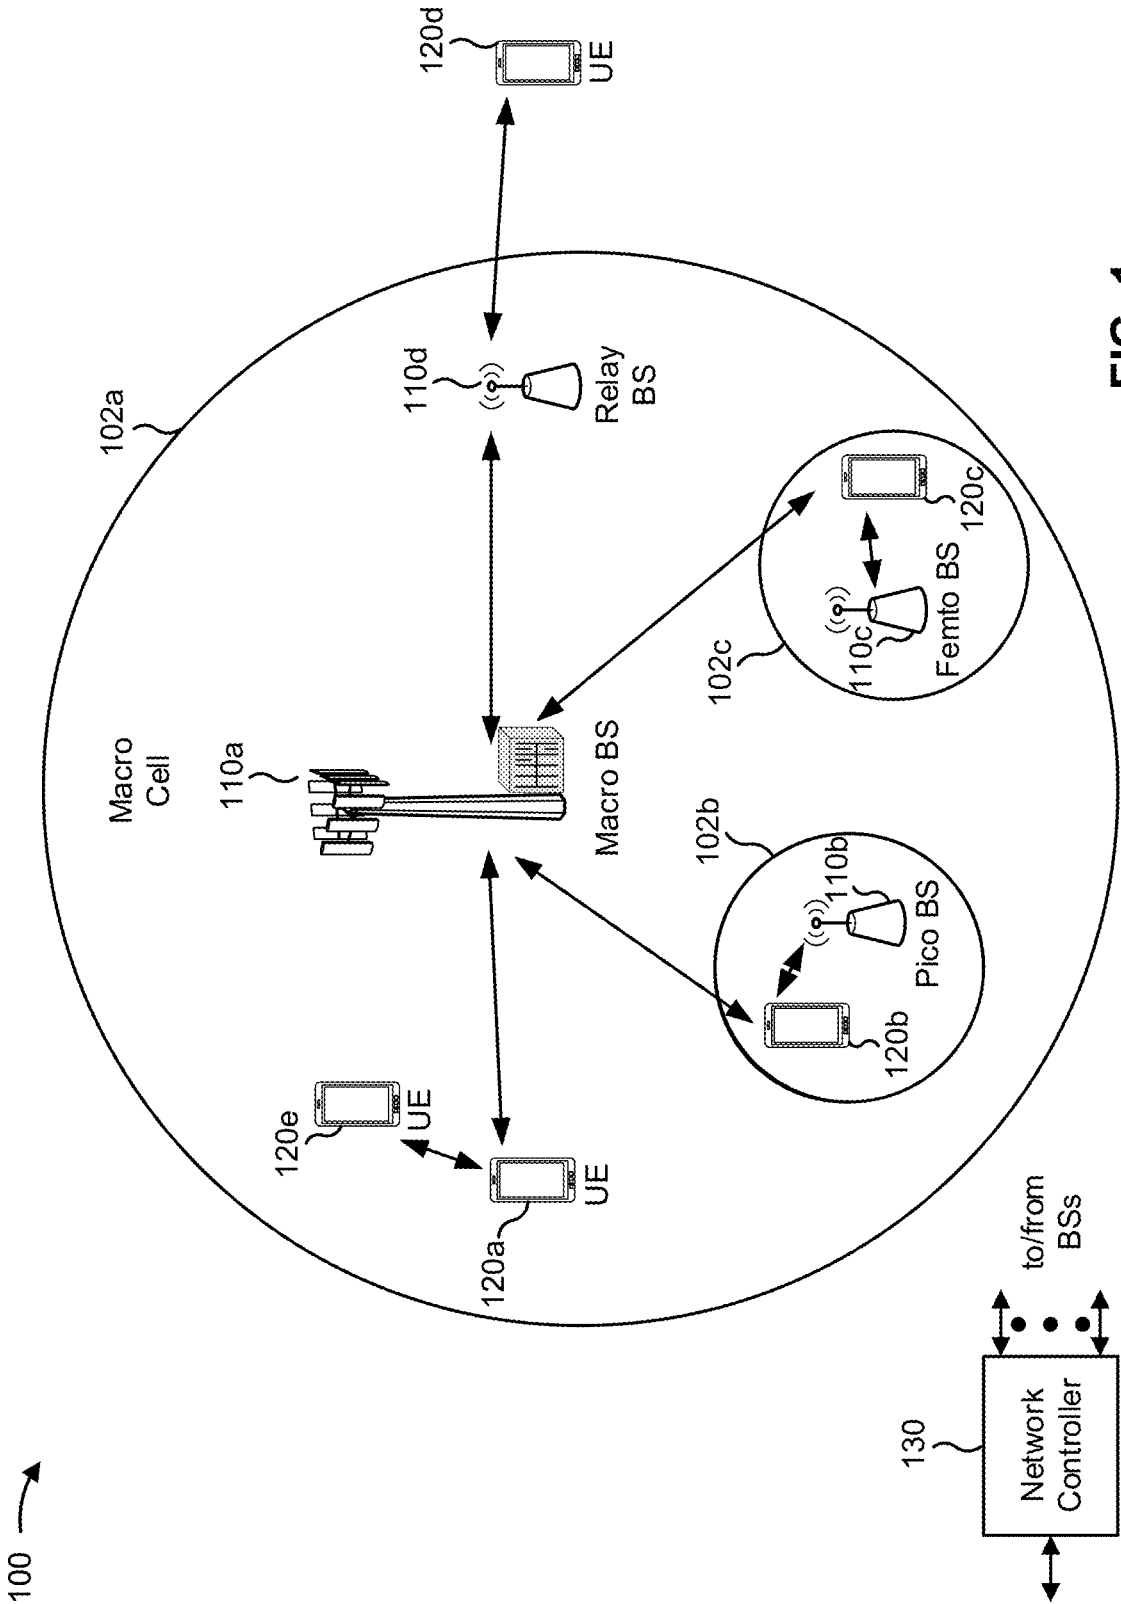 100
Macro
Cell
102a
110a
120d
UE
120e
UE
110d
Relay
BS
120a
UE
Macro BS
102b
102c
110b
Pico BS
120b
110c
Femto BS
120c
130
Network
Controller
to/from
BSs